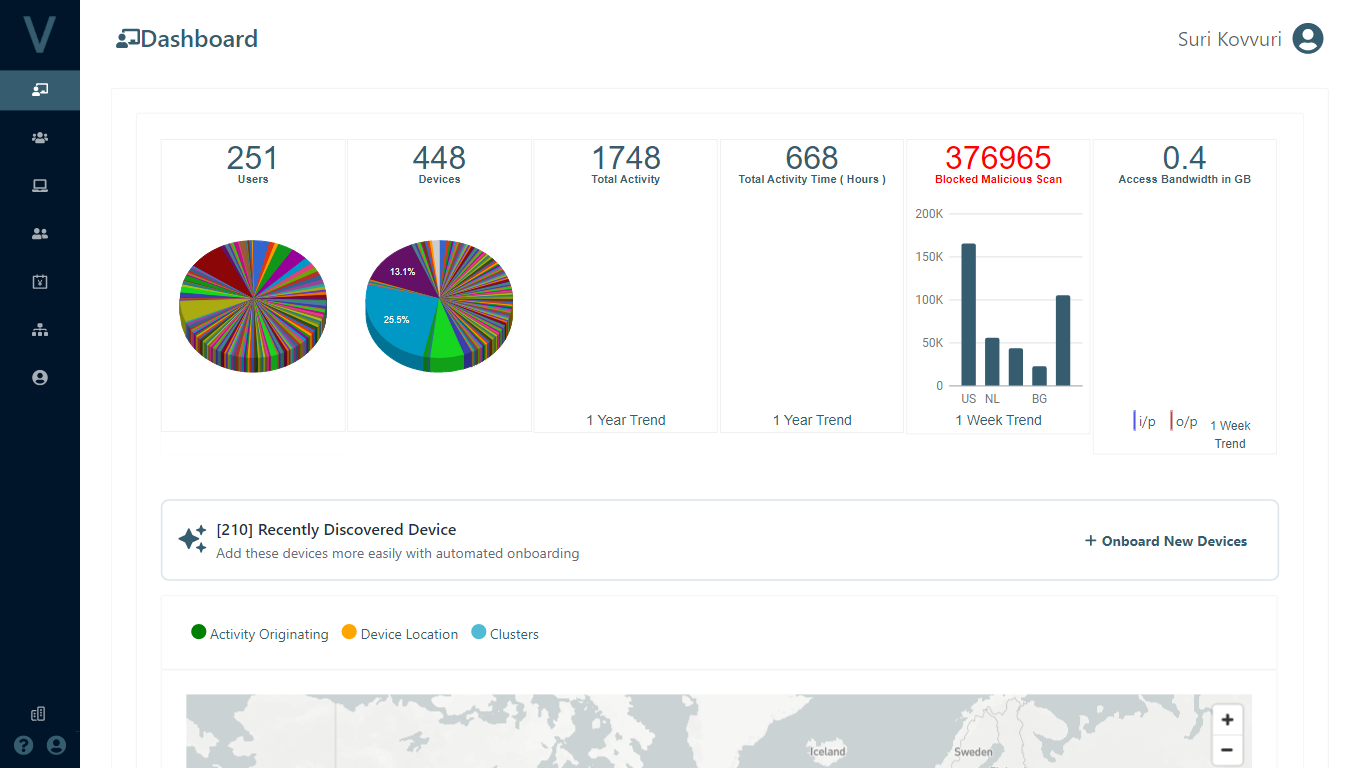 V
Dashboard
Suri Kovvuri
251
Users
448
Devices
1748
Total Activity
668
Total Activity Time ( Hours )
376965
Blocked Malicious Scan
0.4
Access Bandwidth in GB
13.1%
25.5%
200K
150K
100K
50K
0
US NL BG
1 Year Trend
1 Year Trend
1 Week Trend
i/p o/p 1 Week
Trend
[210] Recently Discovered Device
Add these devices more easily with automated onboarding
+ Onboard New Devices
Activity Originating Device Location Clusters
Iceland
Sweden
+
−
?
¥